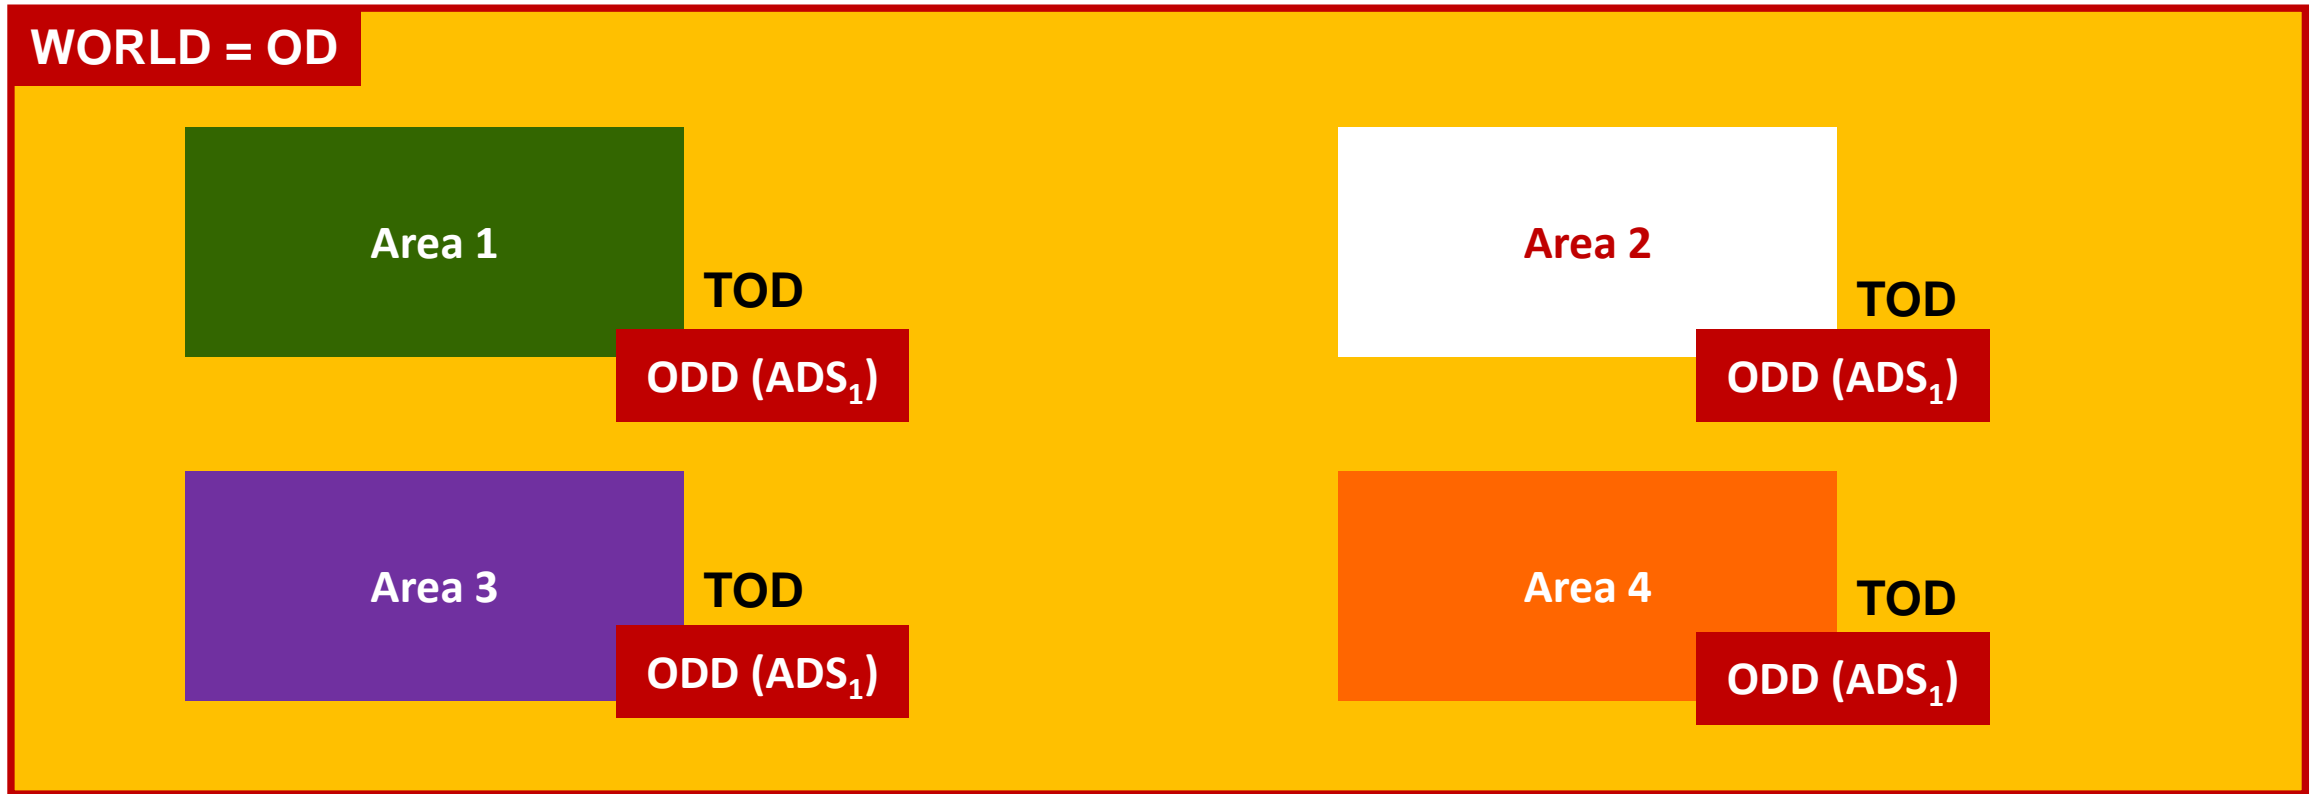 WORLD = OD
Area 1
TOD
ODD (ADS₁)
Area 2
TOD
ODD (ADS₁)
Area 3
TOD
ODD (ADS₁)
Area 4
TOD
ODD (ADS₁)